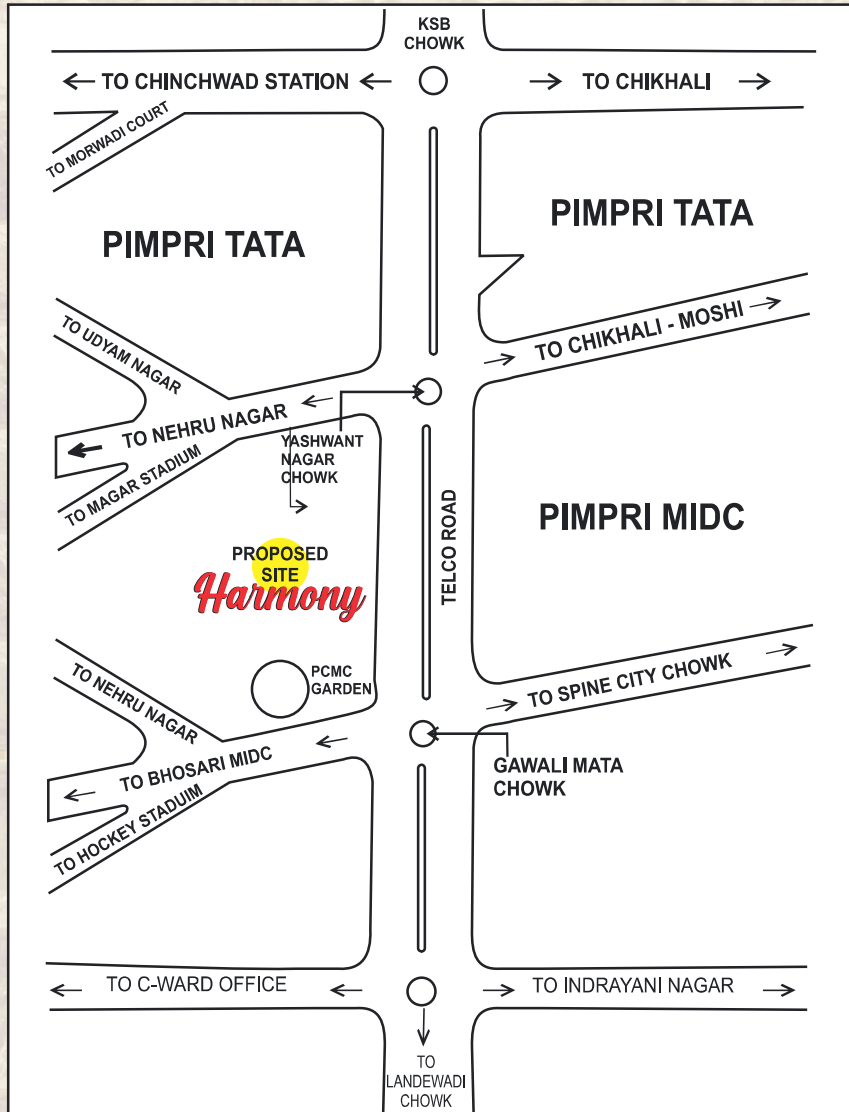 KSB
CHOWK
TO CHINCHWAD STATION
TO CHIKHALI
TO MORWADI COURT
PIMPRI TATA
PIMPRI TATA
TO UDYAM NAGAR
TO CHIKHALI - MOSHI
TO NEHRU NAGAR
YASHWANT
NAGAR
CHOWK
TO MAGAR STADIUM
TELCO ROAD
PIMPRI MIDC
PROPOSED
SITE
Harmony
PCMC
GARDEN
TO NEHRU NAGAR
TO SPINE CITY CHOWK
TO BHOSARI MIDC
GAWALI MATA
CHOWK
TO HOCKEY STADUIM
TO C-WARD OFFICE
TO INDRAYANI NAGAR
TO
LANDEWADI
CHOWK